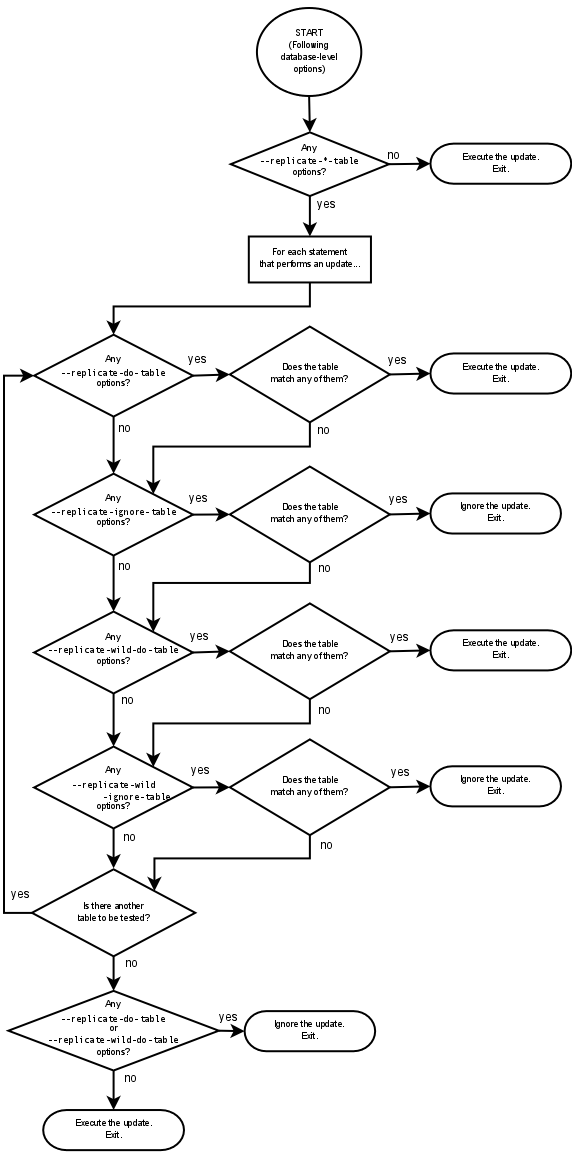 START
(Following
database-level
options)
Any
--replicate-*-table
options?
no
Execute the update.
Exit.
yes
For each statement
that performs an update...
Any
--replicate-do-table
options?
yes
Does the table
match any of them?
yes
Execute the update.
Exit.
no
no
Any
--replicate-ignore-table
options?
yes
Does the table
match any of them?
yes
Ignore the update.
Exit.
no
no
Any
--replicate-wild-do-table
options?
yes
Does the table
match any of them?
yes
Execute the update.
Exit.
no
no
Any
--replicate-wild
-ignore-table
options?
yes
Does the table
match any of them?
yes
Ignore the update.
Exit.
no
no
yes
Is there another
table to be tested?
no
Any
--replicate-do-table
or
--replicate-wild-do-table
options?
yes
Ignore the update.
Exit.
no
Execute the update.
Exit.